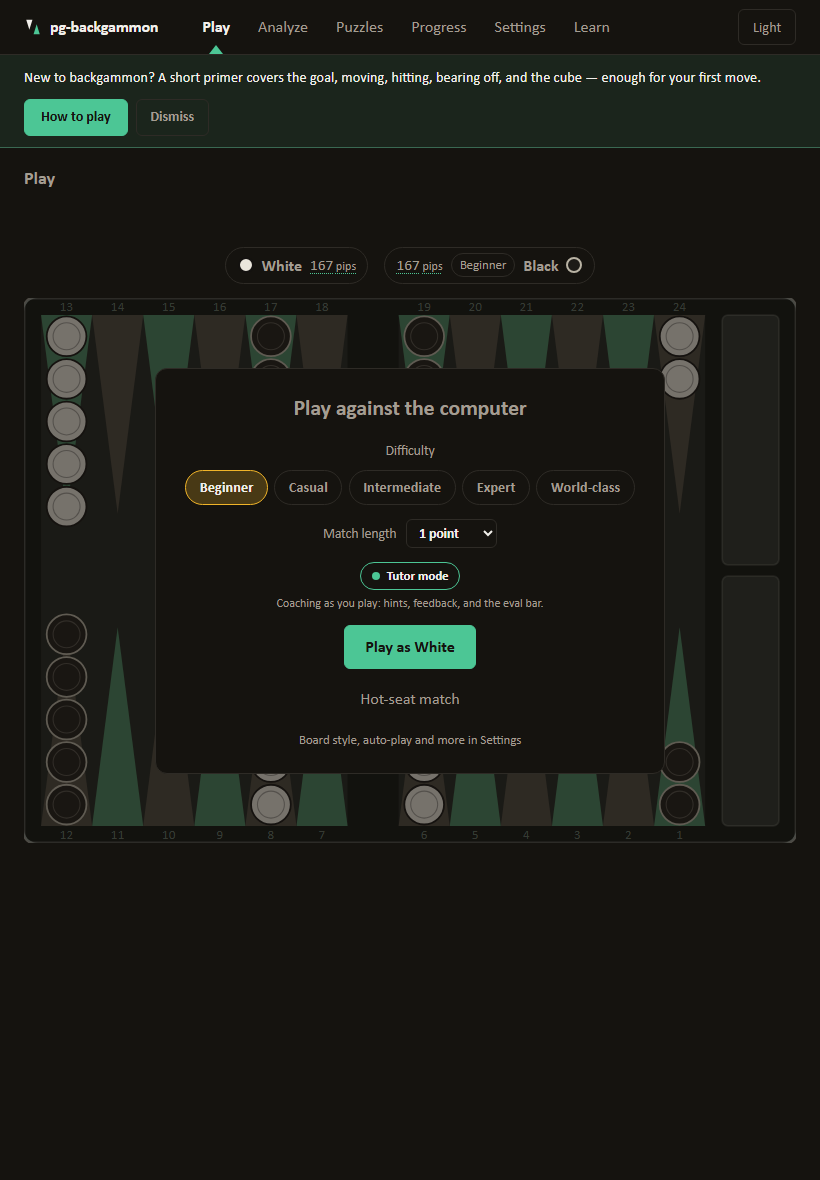 pg-backgammon Play Analyze Puzzles Progress Settings Learn Light
New to backgammon? A short primer covers the goal, moving, hitting, bearing off, and the cube — enough for your first move.
How to play Dismiss
Play
White 167 pips 167 pips Beginner Black
13 14 15 16 17 18 19 20 21 22 23 24
Play against the computer
Difficulty
Beginner Casual Intermediate Expert World-class
Match length 1 point
Tutor mode
Coaching as you play: hints, feedback, and the eval bar.
Play as White
Hot-seat match
Board style, auto-play and more in Settings
12 11 10 9 8 7 6 5 4 3 2 1